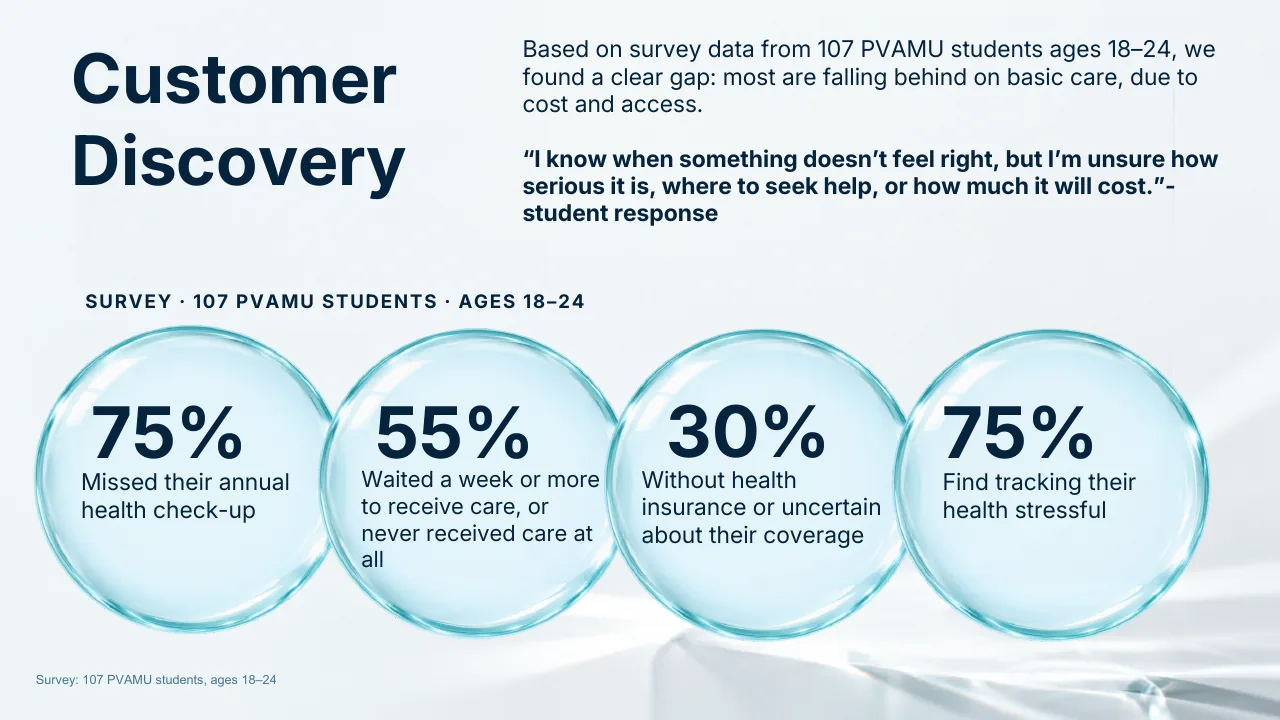 Customer
Discovery
Based on survey data from 107 PVAMU students ages 18–24, we
found a clear gap: most are falling behind on basic care, due to
cost and access.
“I know when something doesn’t feel right, but I’m unsure how
serious it is, where to seek help, or how much it will cost.”-
student response
SURVEY · 107 PVAMU STUDENTS · AGES 18–24
75%
Missed their annual
health check-up
55%
Waited a week or more
to receive care, or
never received care at
all
30%
Without health
insurance or uncertain
about their coverage
75%
Find tracking their
health stressful
Survey: 107 PVAMU students, ages 18–24